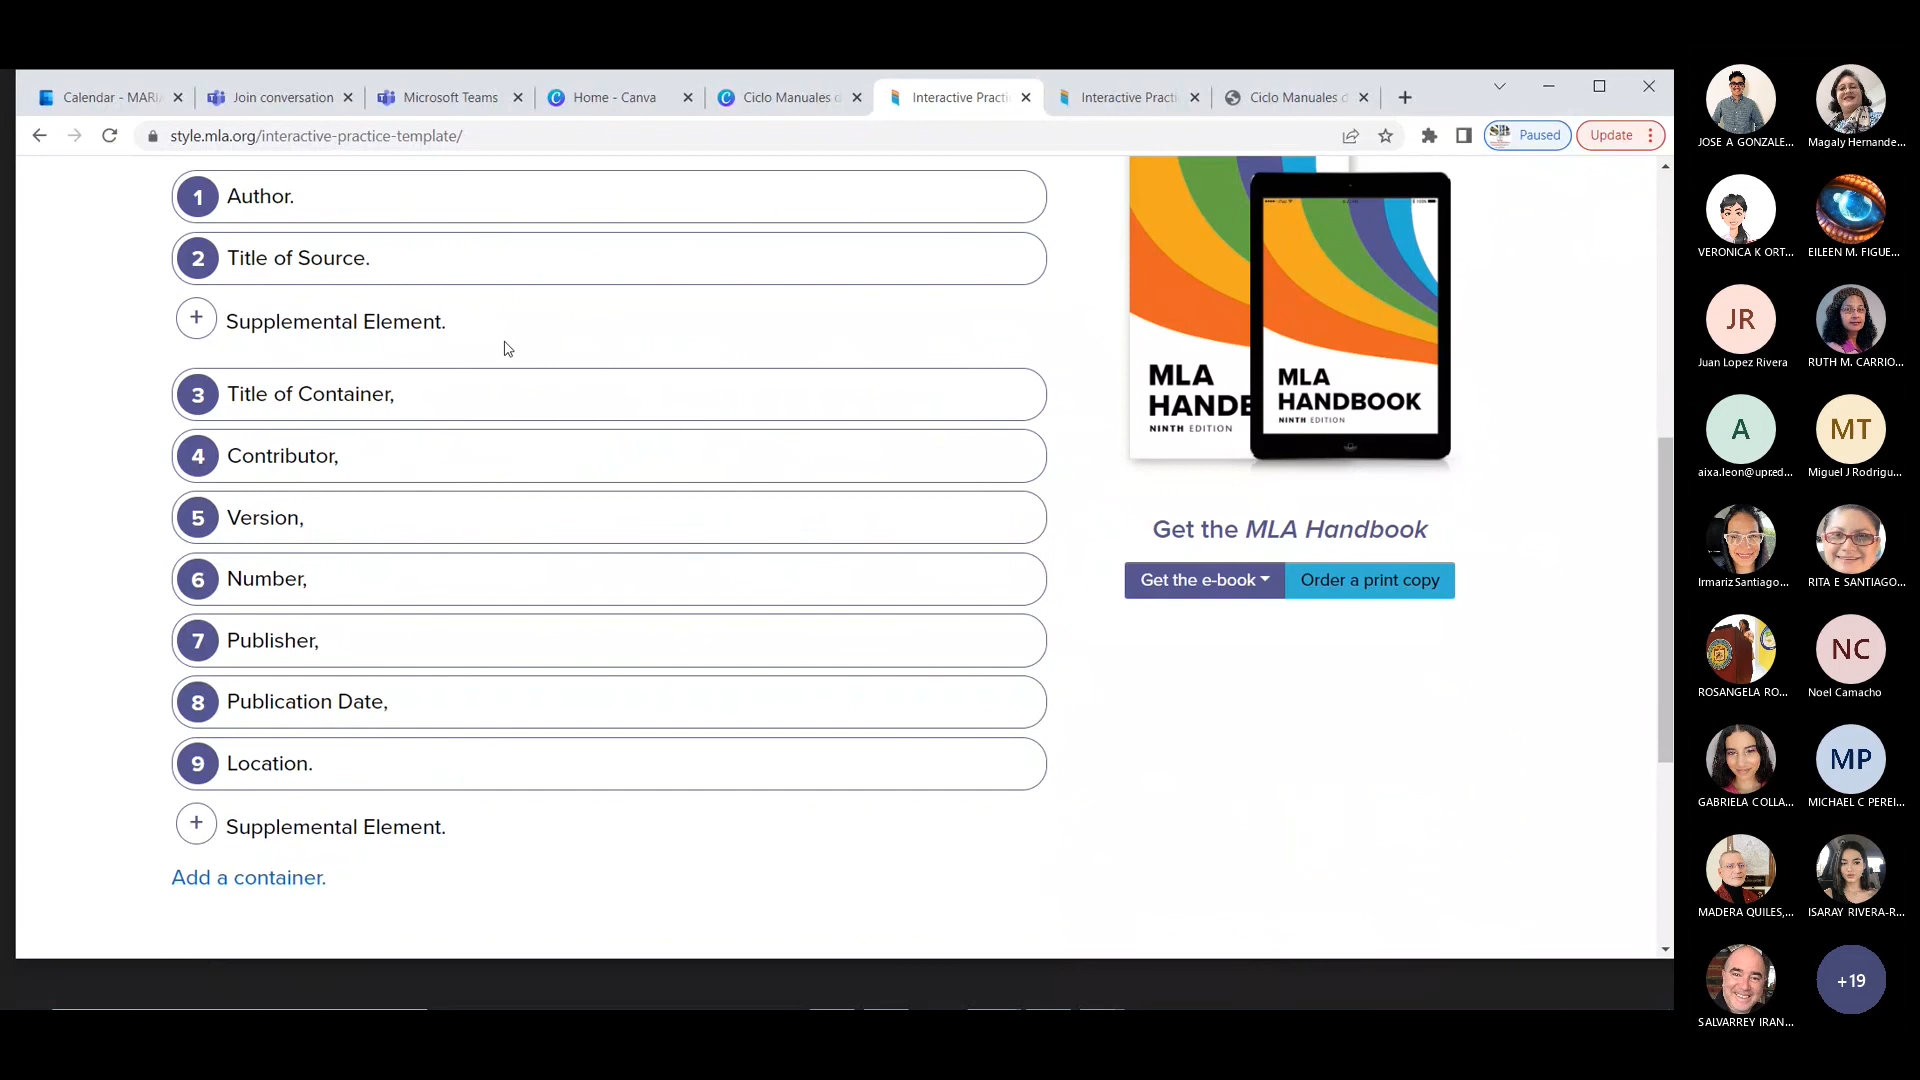 Calendar - MARI
Join conversation
Microsoft Teams
Home - Canva
Ciclo Manuales d
Interactive Practi
Interactive Practi
Ciclo Manuales d
style.mla.org/interactive-practice-template/
Paused
Update
1 Author.
2 Title of Source.
+ Supplemental Element.
3 Title of Container,
4 Contributor,
5 Version,
6 Number,
7 Publisher,
8 Publication Date,
9 Location.
+ Supplemental Element.
Add a container.
MLA
HANDB
NINTH EDITION
MLA
HANDBOOK
NINTH EDITION
Get the MLA Handbook
Get the e-book
Order a print copy
JOSE A GONZALE...
Magaly Hernande...
VERONICA K ORT...
EILEEN M. FIGUE...
JR
Juan Lopez Rivera
RUTH M. CARRIO...
A
aixa.leon@upr.ed...
MT
Miguel J Rodrigu...
Irmariz Santiago...
RITA E SANTIAGO...
ROSANGELA RO...
NC
Noel Camacho
GABRIELA COLLA...
MP
MICHAEL C PEREI...
MADERA QUILES,...
ISARAY RIVERA-R...
SALVARREY IRAN...
+19